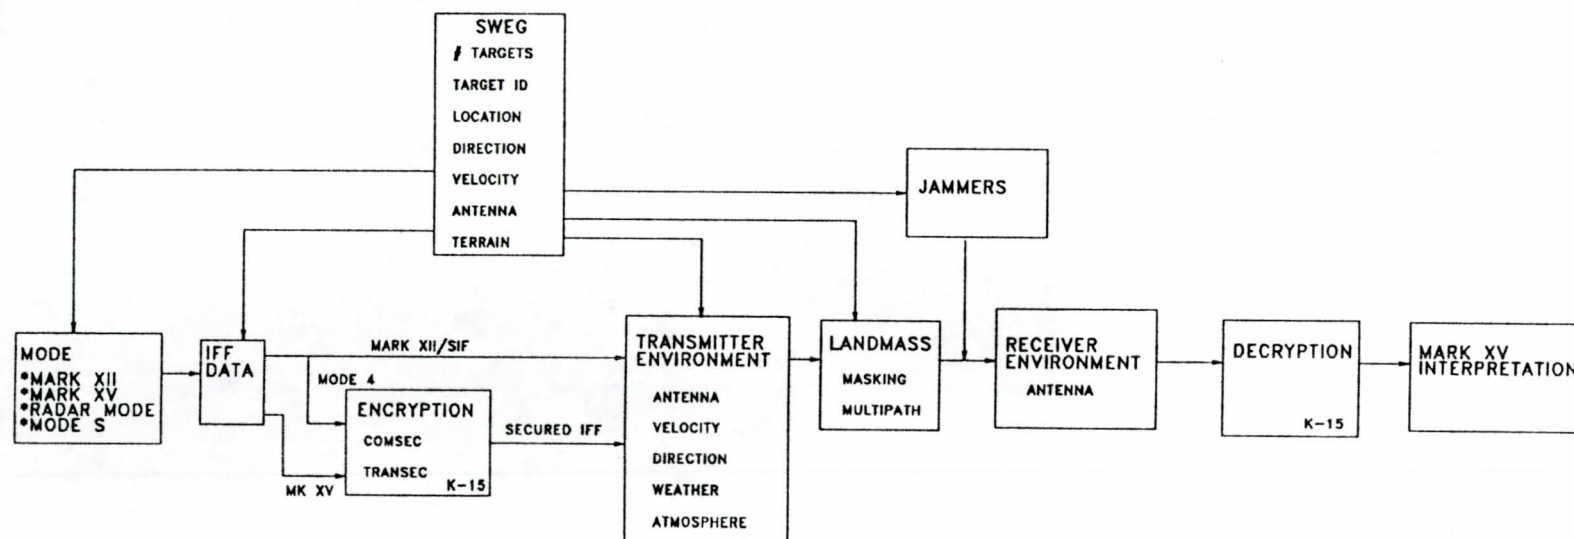 SWEG
# TARGETS
TARGET ID
LOCATION
DIRECTION
VELOCITY
ANTENNA
TERRAIN
JAMMERS
MODE
*MARK XII
*MARK XV
*RADAR MODE
*MODE S
IFF
DATA
MARK XII/SIF
MODE 4
MK XV
ENCRYPTION
COMSEC
TRANSEC
K-15
SECURED IFF
TRANSMITTER
ENVIRONMENT
ANTENNA
VELOCITY
DIRECTION
WEATHER
ATMOSPHERE
LANDMASS
MASKING
MULTIPATH
RECEIVER
ENVIRONMENT
ANTENNA
DECRYPTION
K-15
MARK XV
INTERPRETATION